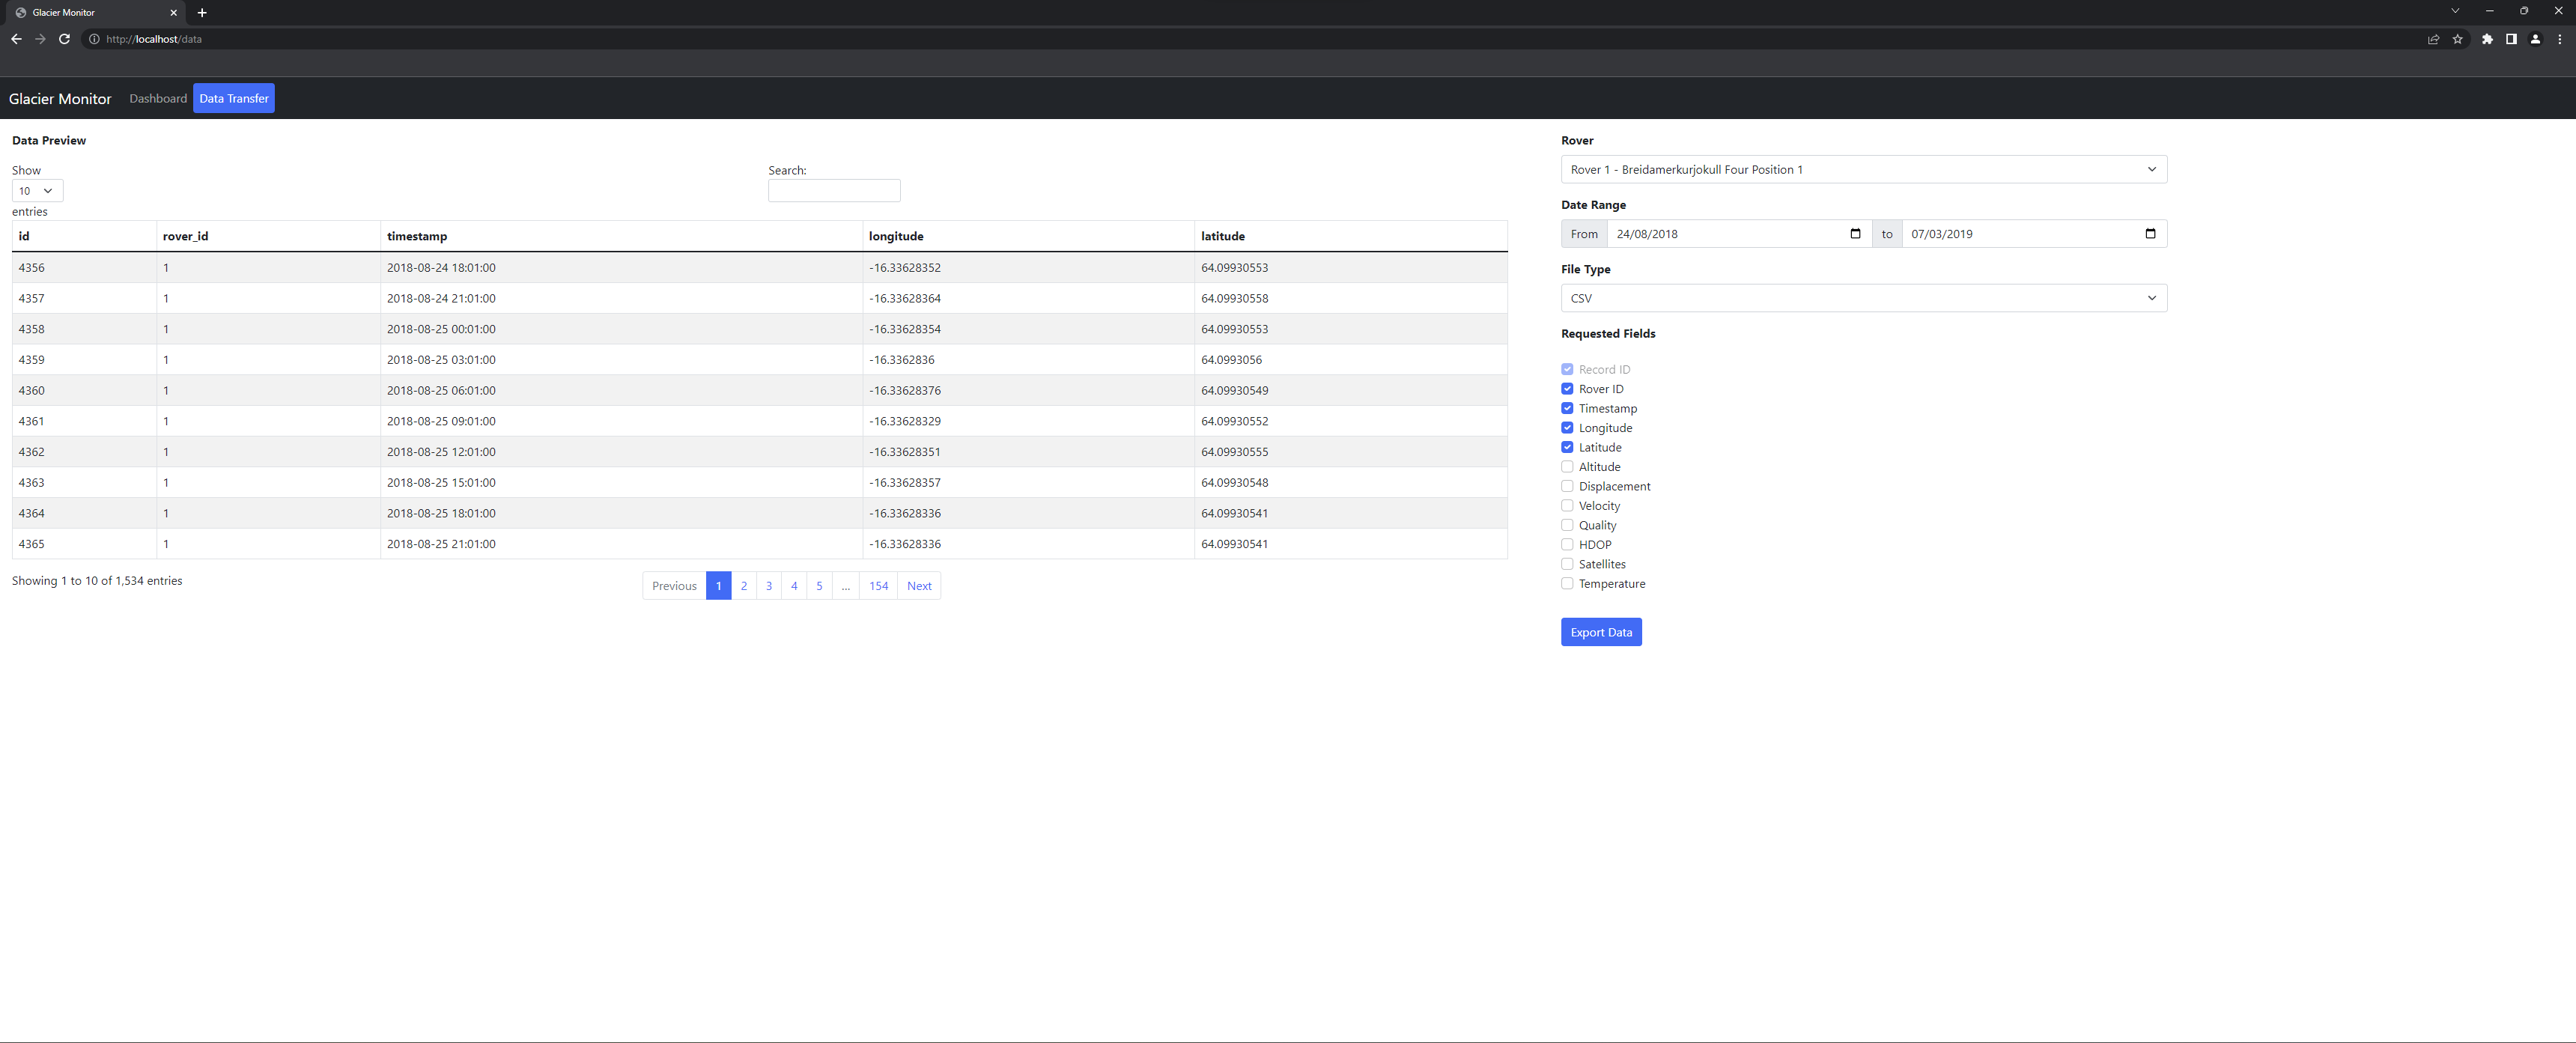 Glacier Monitor
http://localhost/data
Glacier Monitor Dashboard Data Transfer
Data Preview
Show
10
entries
Search:
id rover_id timestamp longitude latitude
4356 1 2018-08-24 18:01:00 -16.33628352 64.09930553
4357 1 2018-08-24 21:01:00 -16.33628364 64.09930558
4358 1 2018-08-25 00:01:00 -16.33628354 64.09930553
4359 1 2018-08-25 03:01:00 -16.3362836 64.0993056
4360 1 2018-08-25 06:01:00 -16.33628376 64.09930549
4361 1 2018-08-25 09:01:00 -16.33628329 64.09930552
4362 1 2018-08-25 12:01:00 -16.33628351 64.09930555
4363 1 2018-08-25 15:01:00 -16.33628357 64.09930548
4364 1 2018-08-25 18:01:00 -16.33628336 64.09930541
4365 1 2018-08-25 21:01:00 -16.33628336 64.09930541
Showing 1 to 10 of 1,534 entries
Previous 1 2 3 4 5 ... 154 Next
Rover
Rover 1 - Breidamerkurjokull Four Position 1
Date Range
From 24/08/2018 to 07/03/2019
File Type
CSV
Requested Fields
Record ID
Rover ID
Timestamp
Longitude
Latitude
Altitude
Displacement
Velocity
Quality
HDOP
Satellites
Temperature
Export Data